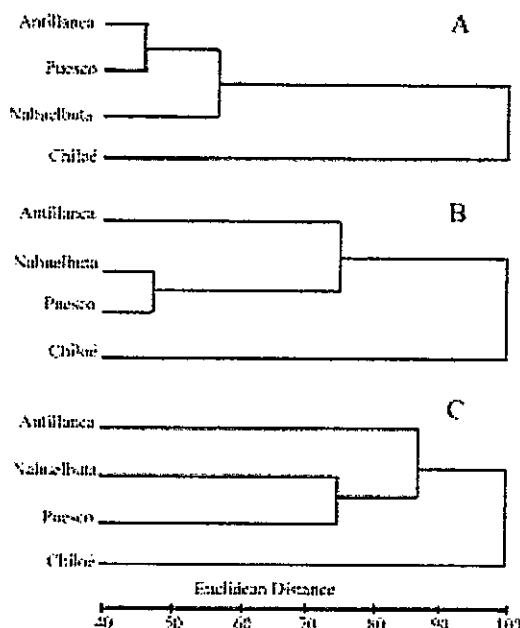 Antillanca
A
Puesco
Nahuelbuta
Chiloé
B
Antillanca
Nahuelbuta
Puesco
Chiloé
C
Antillanca
Nahuelbuta
Puesco
Chiloé
Euclidean Distance
40 50 60 70 80 90 100